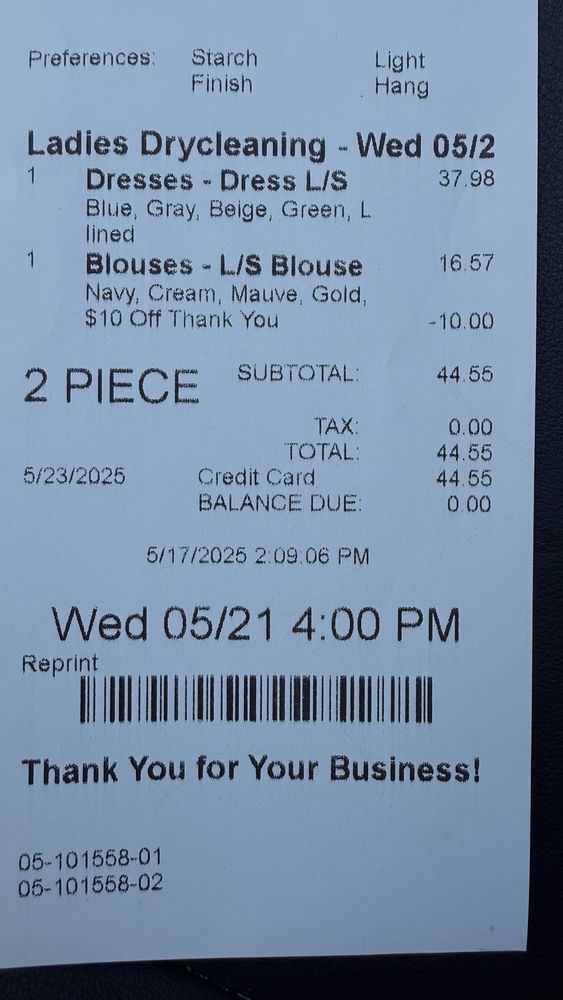 Preferences: Starch Light
Finish Hang
Ladies Drycleaning - Wed 05/2
1 Dresses - Dress L/S 37.98
Blue, Gray, Beige, Green, L
lined
1 Blouses - L/S Blouse 16.57
Navy, Cream, Mauve, Gold,
$10 Off Thank You -10.00
2 PIECE SUBTOTAL: 44.55
TAX: 0.00
TOTAL: 44.55
5/23/2025 Credit Card 44.55
BALANCE DUE: 0.00
5/17/2025 2:09:06 PM
Wed 05/21 4:00 PM
Reprint
Thank You for Your Business!
05-101558-01
05-101558-02